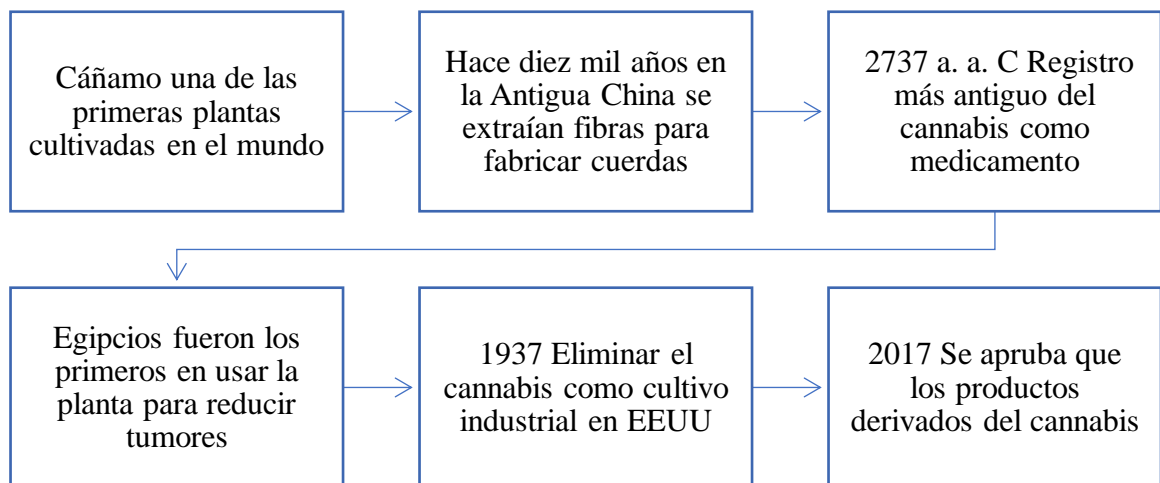 Cáñamo una de las
primeras plantas
cultivadas en el mundo
Hace diez mil años en
la Antigua China se
extraían fibras para
fabricar cuerdas
2737 a. a. C Registro
más antiguo del
cannabis como
medicamento
Egipcios fueron los
primeros en usar la
planta para reducir
tumores
1937 Eliminar el
cannabis como cultivo
industrial en EEUU
2017 Se apruba que
los productos
derivados del cannabis